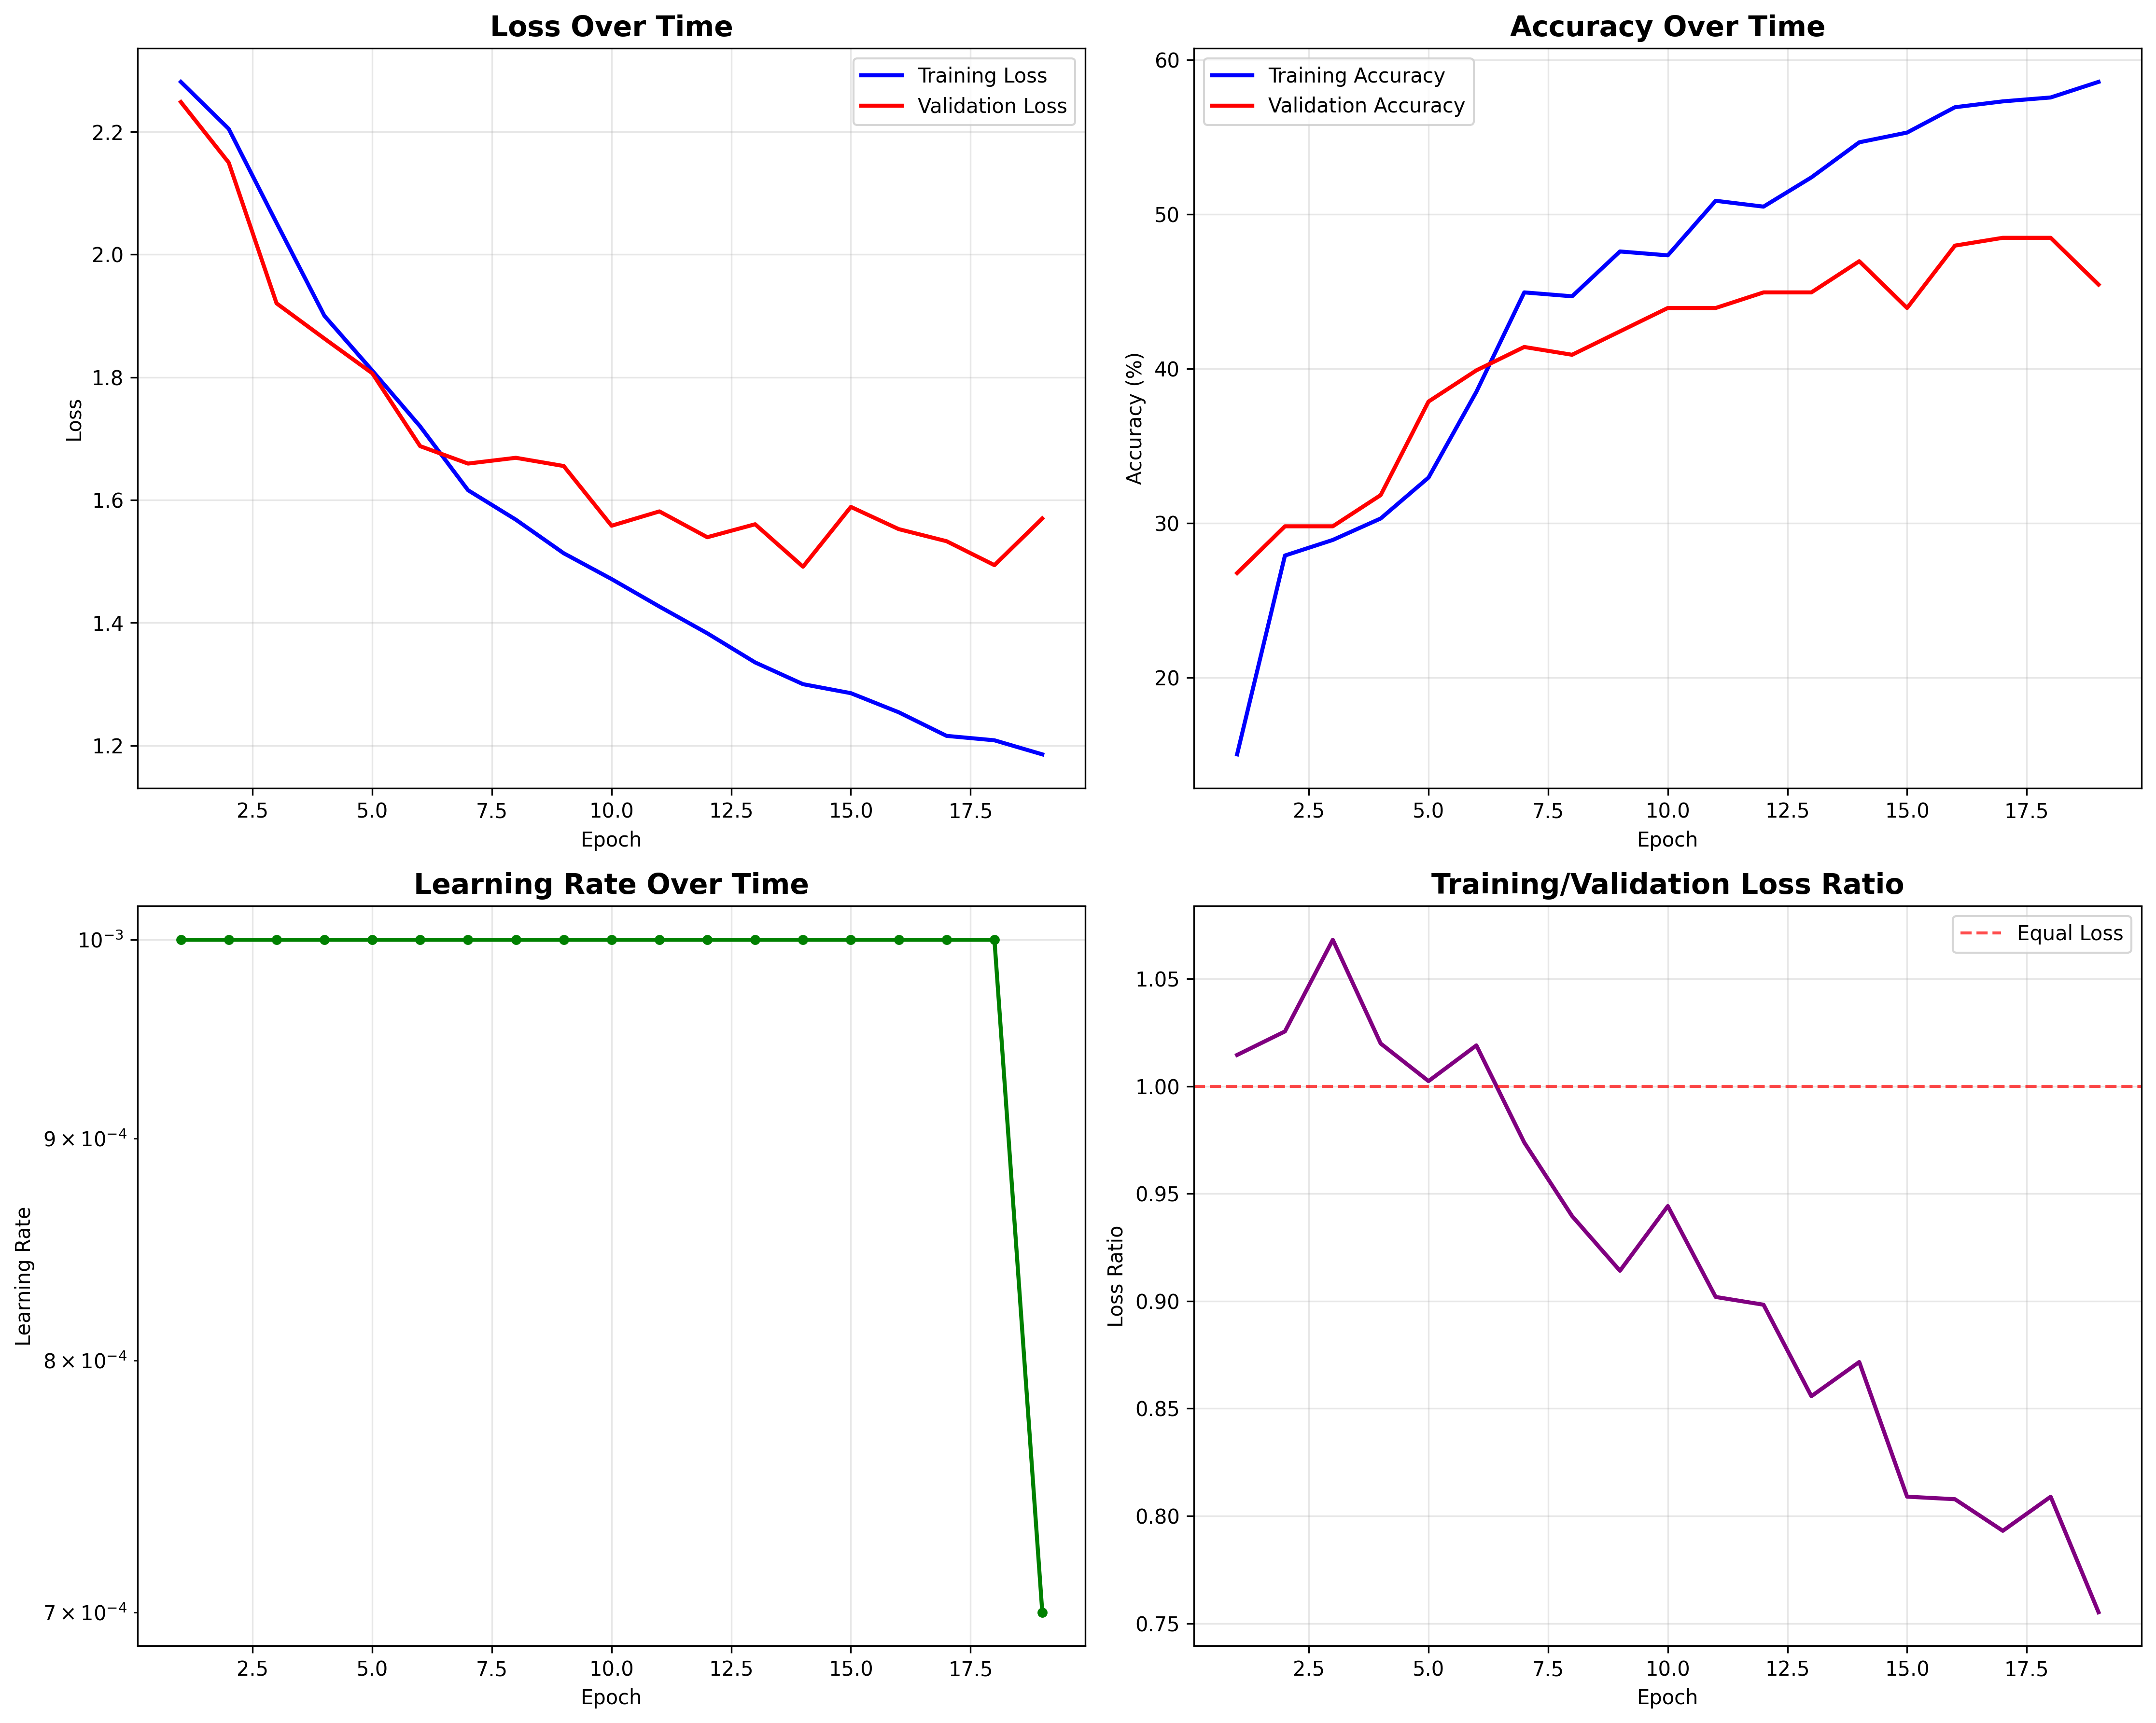 Loss Over Time
Training Loss
Validation Loss
2.2
2.0
1.8
1.6
1.4
1.2
Loss
2.5 5.0 7.5 10.0 12.5 15.0 17.5
Epoch
Accuracy Over Time
Training Accuracy
Validation Accuracy
60
50
40
30
20
Accuracy (%)
2.5 5.0 7.5 10.0 12.5 15.0 17.5
Epoch
Learning Rate Over Time
10⁻³
9 × 10⁻⁴
8 × 10⁻⁴
7 × 10⁻⁴
Learning Rate
2.5 5.0 7.5 10.0 12.5 15.0 17.5
Epoch
Training/Validation Loss Ratio
Equal Loss
1.05
1.00
0.95
0.90
0.85
0.80
0.75
Loss Ratio
2.5 5.0 7.5 10.0 12.5 15.0 17.5
Epoch